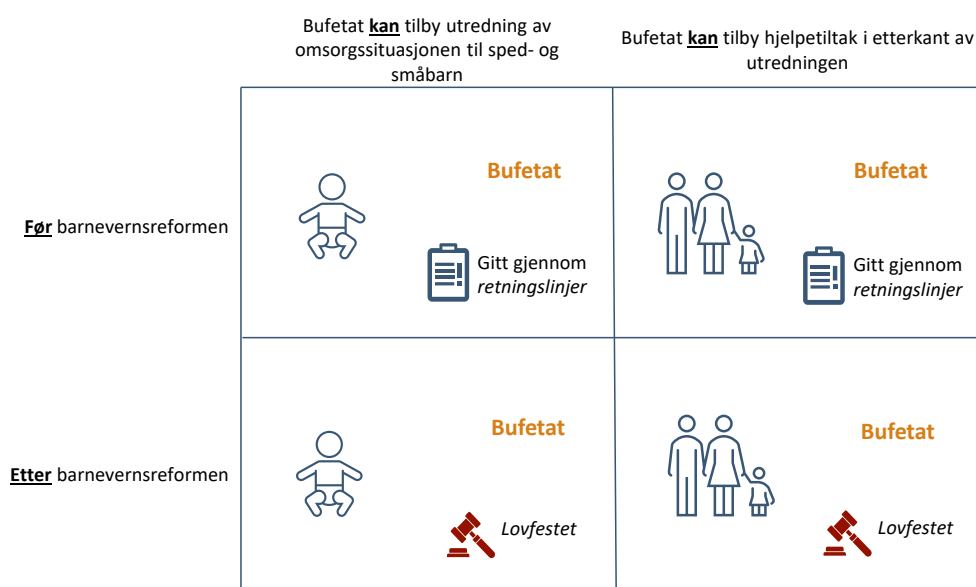 Bufetat kan tilby utredning av
omsorgssituasjonen til sped- og
småbarn
Bufetat kan tilby hjelpetiltak i etterkant av
utredningen
Før barnevernsreformen
Bufetat
Gitt gjennom
retningslinjer
Bufetat
Gitt gjennom
retningslinjer
Etter barnevernsreformen
Bufetat
Lovfestet
Bufetat
Lovfestet